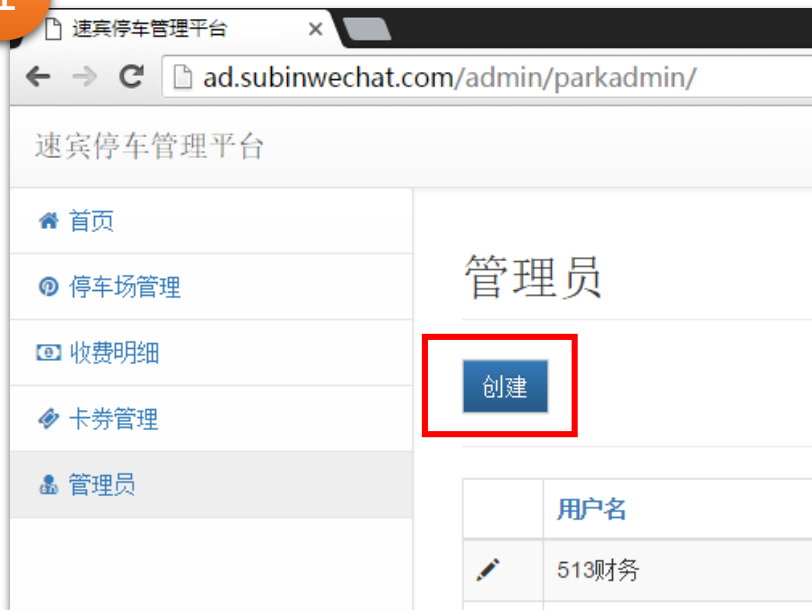 1
速宾停车管理平台
ad.subinwechat.com/admin/parkadmin/
速宾停车管理平台
首页
停车场管理
收费明细
卡券管理
管理员
管理员
创建
用户名
513财务